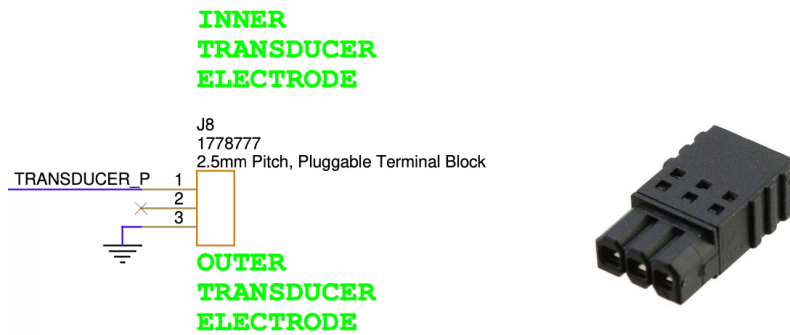 INNER
TRANSDUCER
ELECTRODE
J8
1778777
2.5mm Pitch, Pluggable Terminal Block
TRANSDUCER_P
1
2
3
OUTER
TRANSDUCER
ELECTRODE